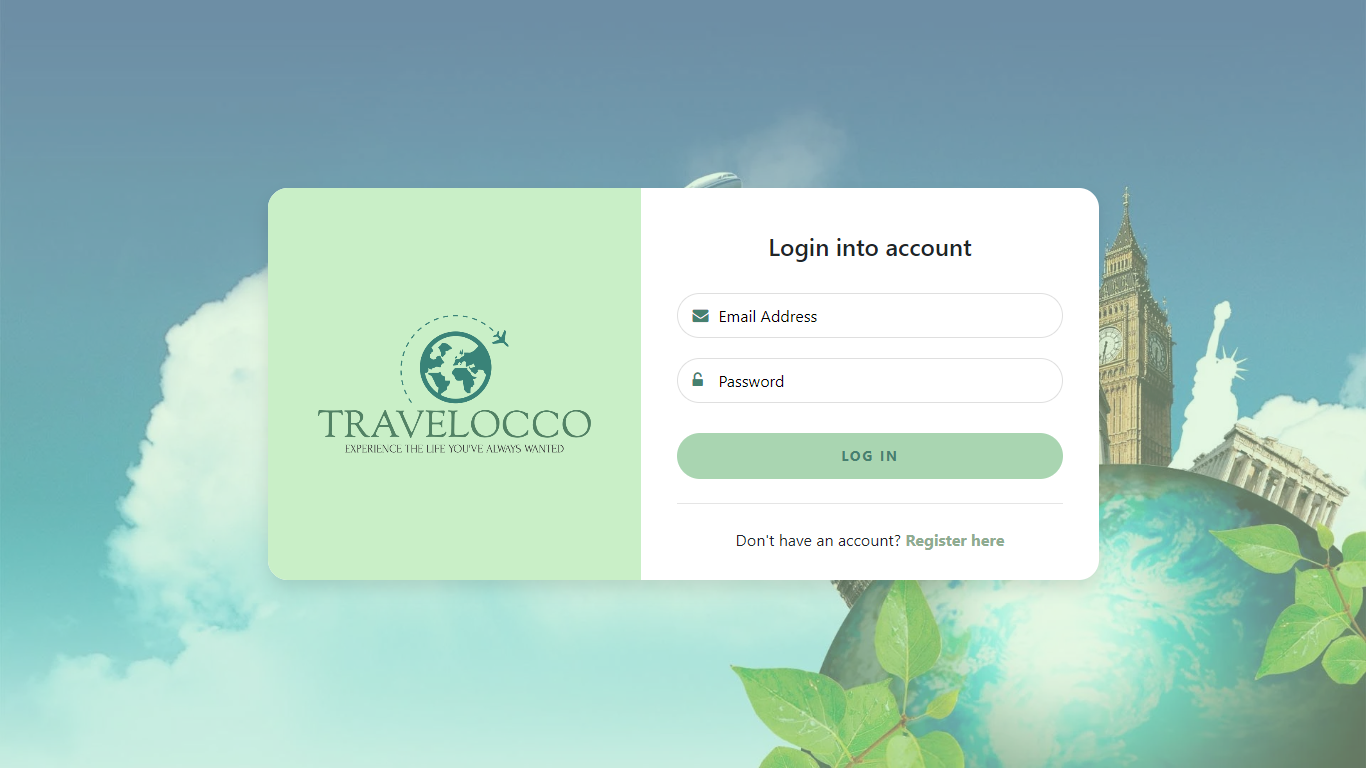 TRAVELOCCO
EXPERIENCE THE LIFE YOU'VE ALWAYS WANTED
Login into account
Email Address
Password
LOG IN
Don't have an account? Register here